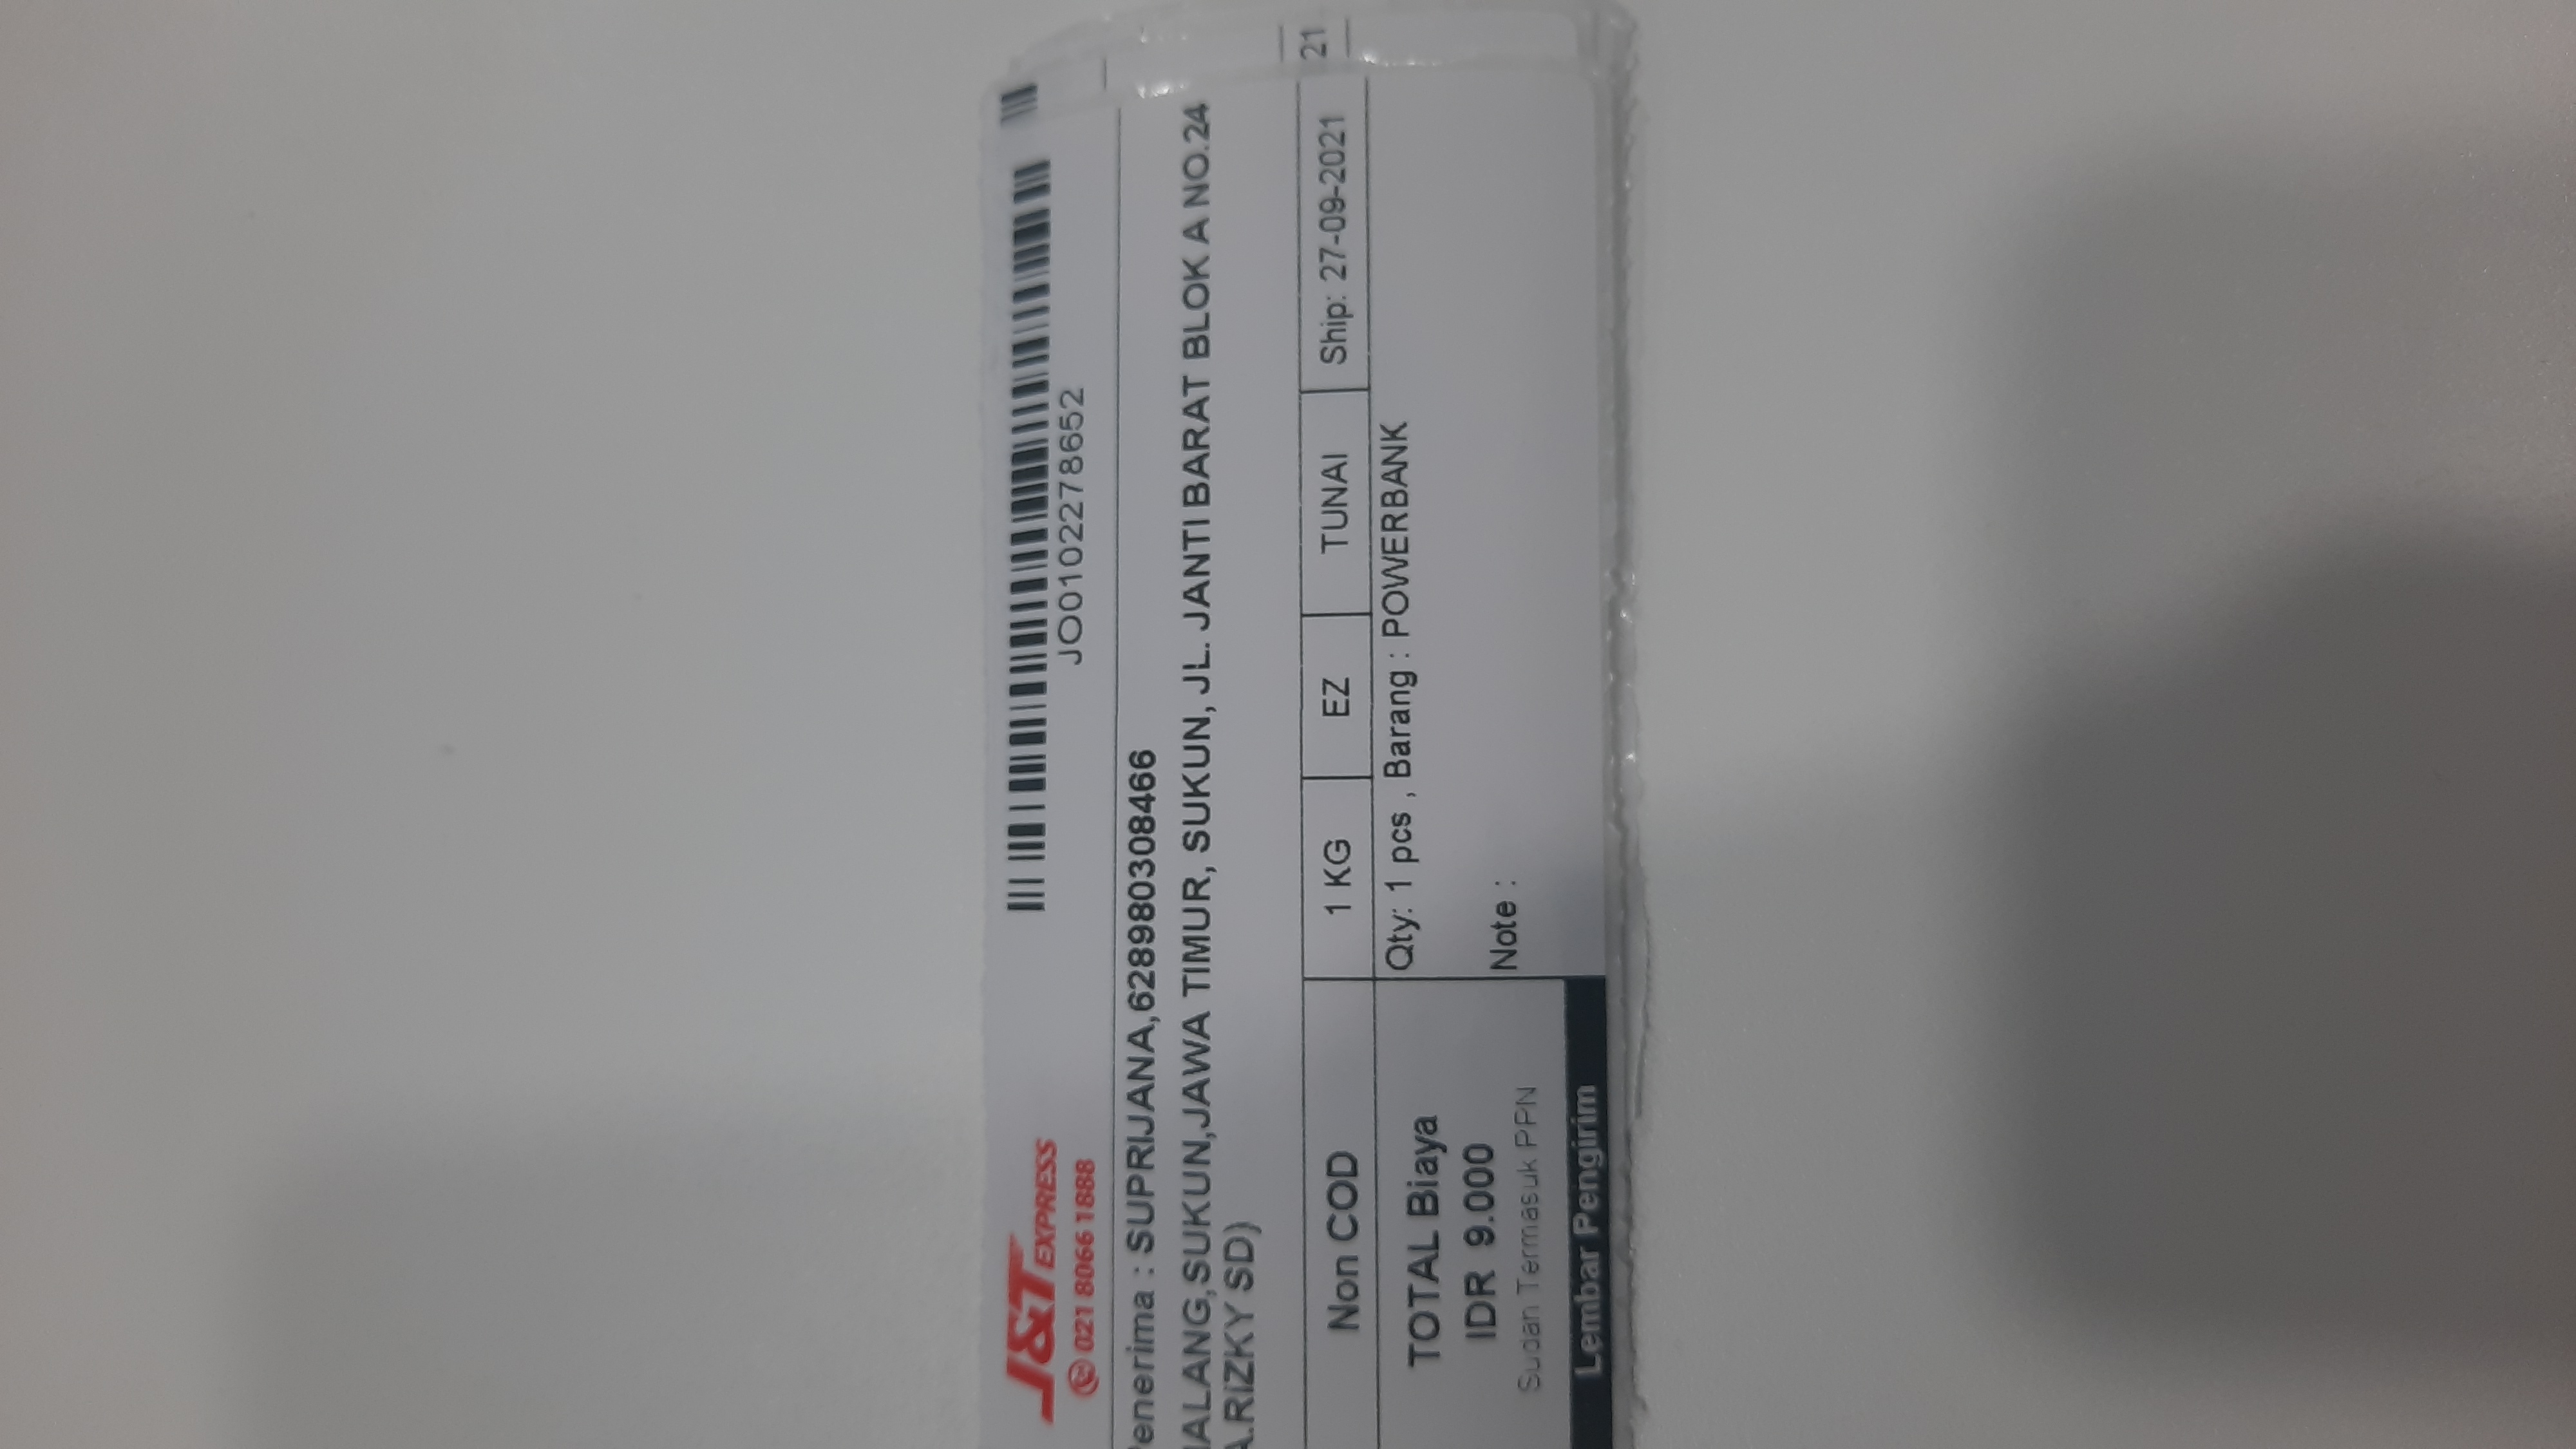 J&T EXPRESS
021 8066 1888
JO0102278652
Penerima : SUPRIJANA,628980308466
MALANG,SUKUN,JAWA TIMUR, SUKUN, JL. JANTI BARAT BLOK A NO.24
A.RIZKY SD)
Non COD
1 KG
EZ
TUNAI
Ship: 27-09-2021
21
TOTAL Biaya
IDR 9.000
Sudah Termasuk PPN
Qty: 1 pcs , Barang : POWERBANK
Note :
Lembar Pengirim